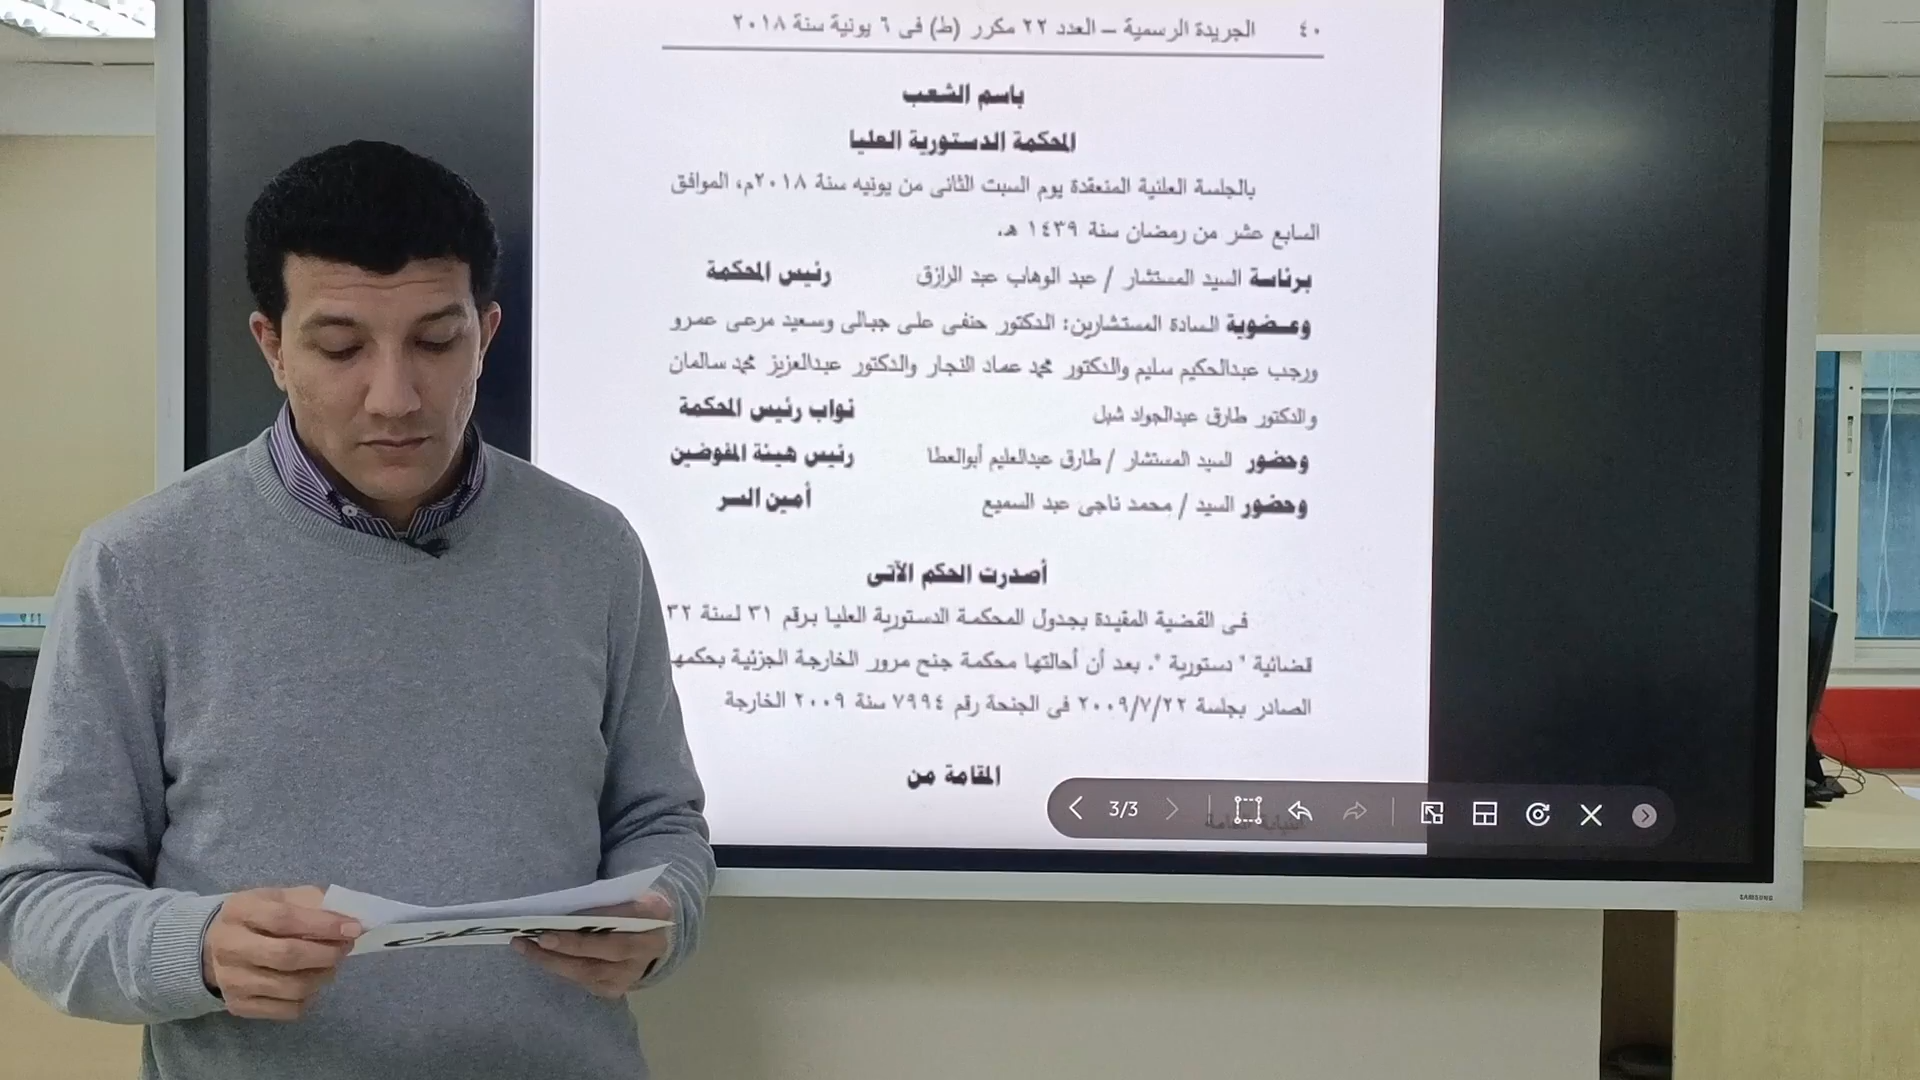 ٤٠ الجريدة الرسمية – العدد ٢٢ مكرر (ط) فى ٦ يونية سنة ٢٠١٨
باسم الشعب
المحكمة الدستورية العليا
بالجلسة العلنية المنعقدة يوم السبت الثانى من يونيه سنة ٢٠١٨م، الموافق
السابع عشر من رمضان سنة ١٤٣٩ هـ.
برئاسة السيد المستشار / عبد الوهاب عبد الرازق رئيس المحكمة
وعضوية السادة المستشارين: الدكتور حنفى على جبالى وسعيد مرعى عمرو
ورجب عبدالحكيم سليم والدكتور محمد عماد النجار والدكتور عبدالعزيز محمد سالمان
والدكتور طارق عبدالجواد شبل نواب رئيس المحكمة
وحضور السيد المستشار / طارق عبدالعليم أبوالعطا رئيس هيئة المفوضين
وحضور السيد / محمد ناجى عبد السميع أمين السر
أصدرت الحكم الآتى
فى القضية المقيدة بجدول المحكمة الدستورية العليا برقم ٣١ لسنة ٣٢
قضائية " دستورية ". بعد أن أحالتها محكمة جنح مرور الخارجة الجزئية بحكمها
الصادر بجلسة ٢٠٠٩/٧/٢٢ فى الجنحة رقم ٧٩٩٤ سنة ٢٠٠٩ الخارجة
المقامة من
النيابة العامة
3/3
SAMSUNG